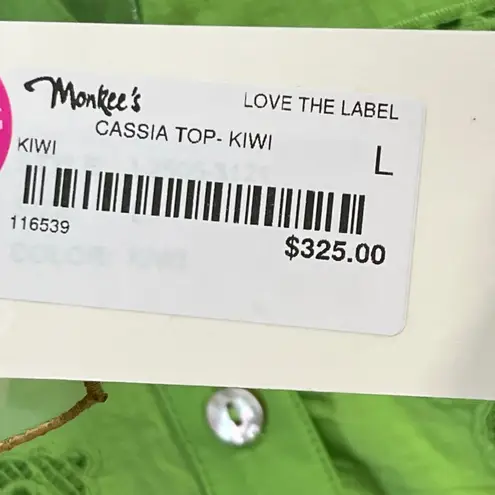 Monkee's
LOVE THE LABEL
CASSIA TOP- KIWI
KIWI
L
116539
$325.00